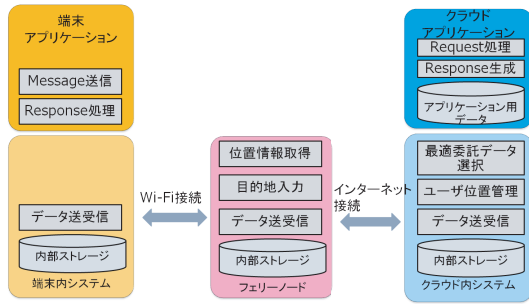 端末
アプリケーション
Message送信
Response処理
データ送受信
内部ストレージ
端末内システム
Wi-Fi接続
位置情報取得
目的地入力
データ送受信
内部ストレージ
フェリーノード
インターネット
接続
クラウド
アプリケーション
Request処理
Response生成
アプリケーション用
データ
最適委託データ
選択
ユーザ位置管理
データ送受信
内部ストレージ
クラウド内システム